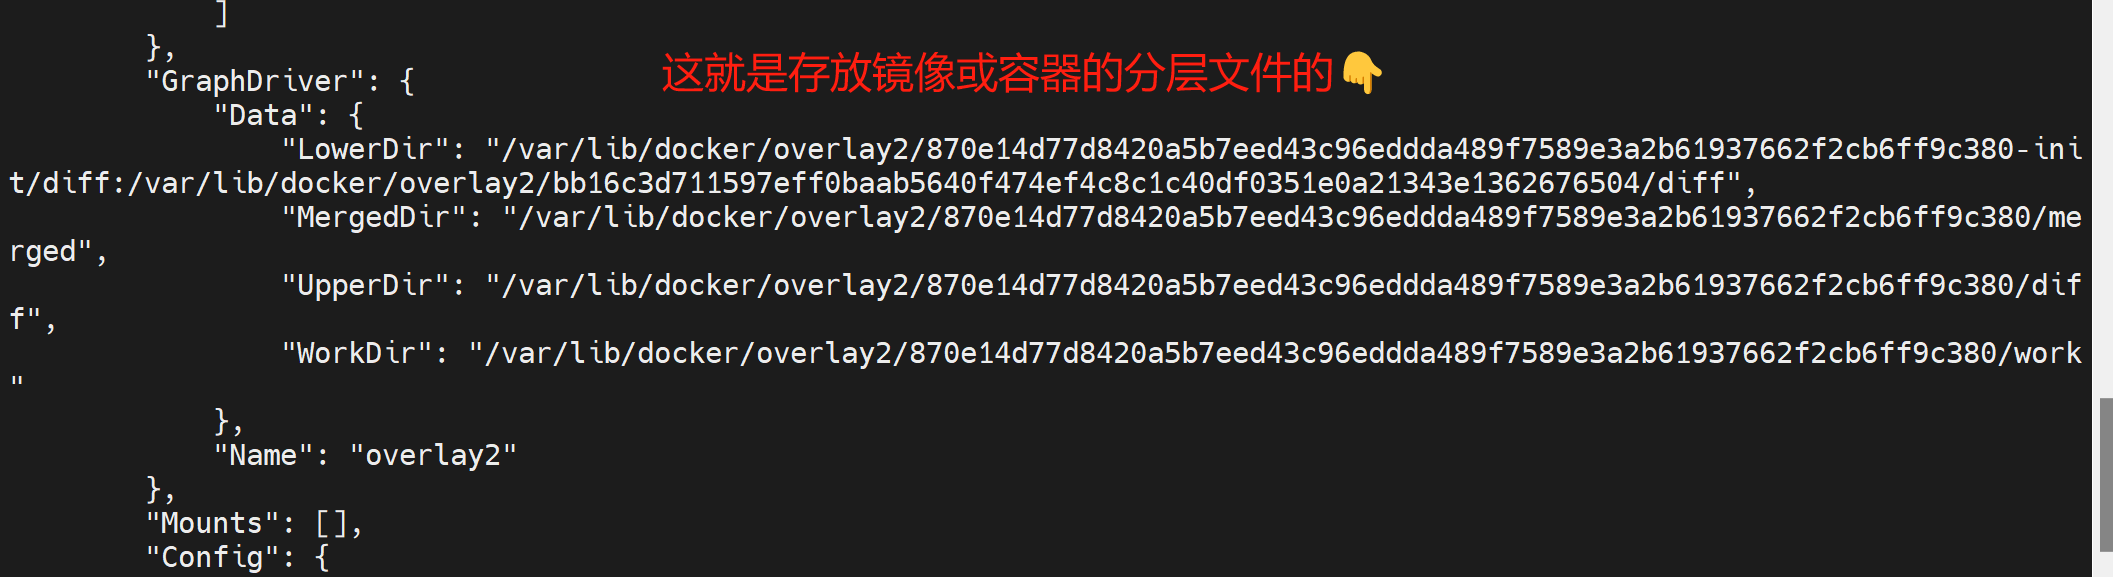 ]
},
"GraphDriver": {
这就是存放镜像或容器的分层文件的👇
"Data": {
"LowerDir": "/var/lib/docker/overlay2/870e14d77d8420a5b7eed43c96eddda489f7589e3a2b61937662f2cb6ff9c380-ini
t/diff:/var/lib/docker/overlay2/bb16c3d711597eff0baab5640f474ef4c8c1c40df0351e0a21343e1362676504/diff",
"MergedDir": "/var/lib/docker/overlay2/870e14d77d8420a5b7eed43c96eddda489f7589e3a2b61937662f2cb6ff9c380/me
rged",
"UpperDir": "/var/lib/docker/overlay2/870e14d77d8420a5b7eed43c96eddda489f7589e3a2b61937662f2cb6ff9c380/dif
f",
"WorkDir": "/var/lib/docker/overlay2/870e14d77d8420a5b7eed43c96eddda489f7589e3a2b61937662f2cb6ff9c380/work
"
},
"Name": "overlay2"
},
"Mounts": [],
"Config": {